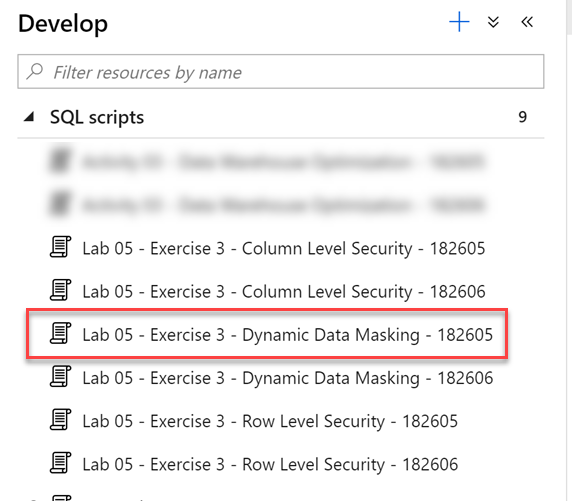 Develop
Filter resources by name
SQL scripts 9
Lab 05 - Exercise 3 - Column Level Security - 182605
Lab 05 - Exercise 3 - Column Level Security - 182606
Lab 05 - Exercise 3 - Dynamic Data Masking - 182605
Lab 05 - Exercise 3 - Dynamic Data Masking - 182606
Lab 05 - Exercise 3 - Row Level Security - 182605
Lab 05 - Exercise 3 - Row Level Security - 182606